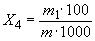 X₄ = m₁·100 / m·1000